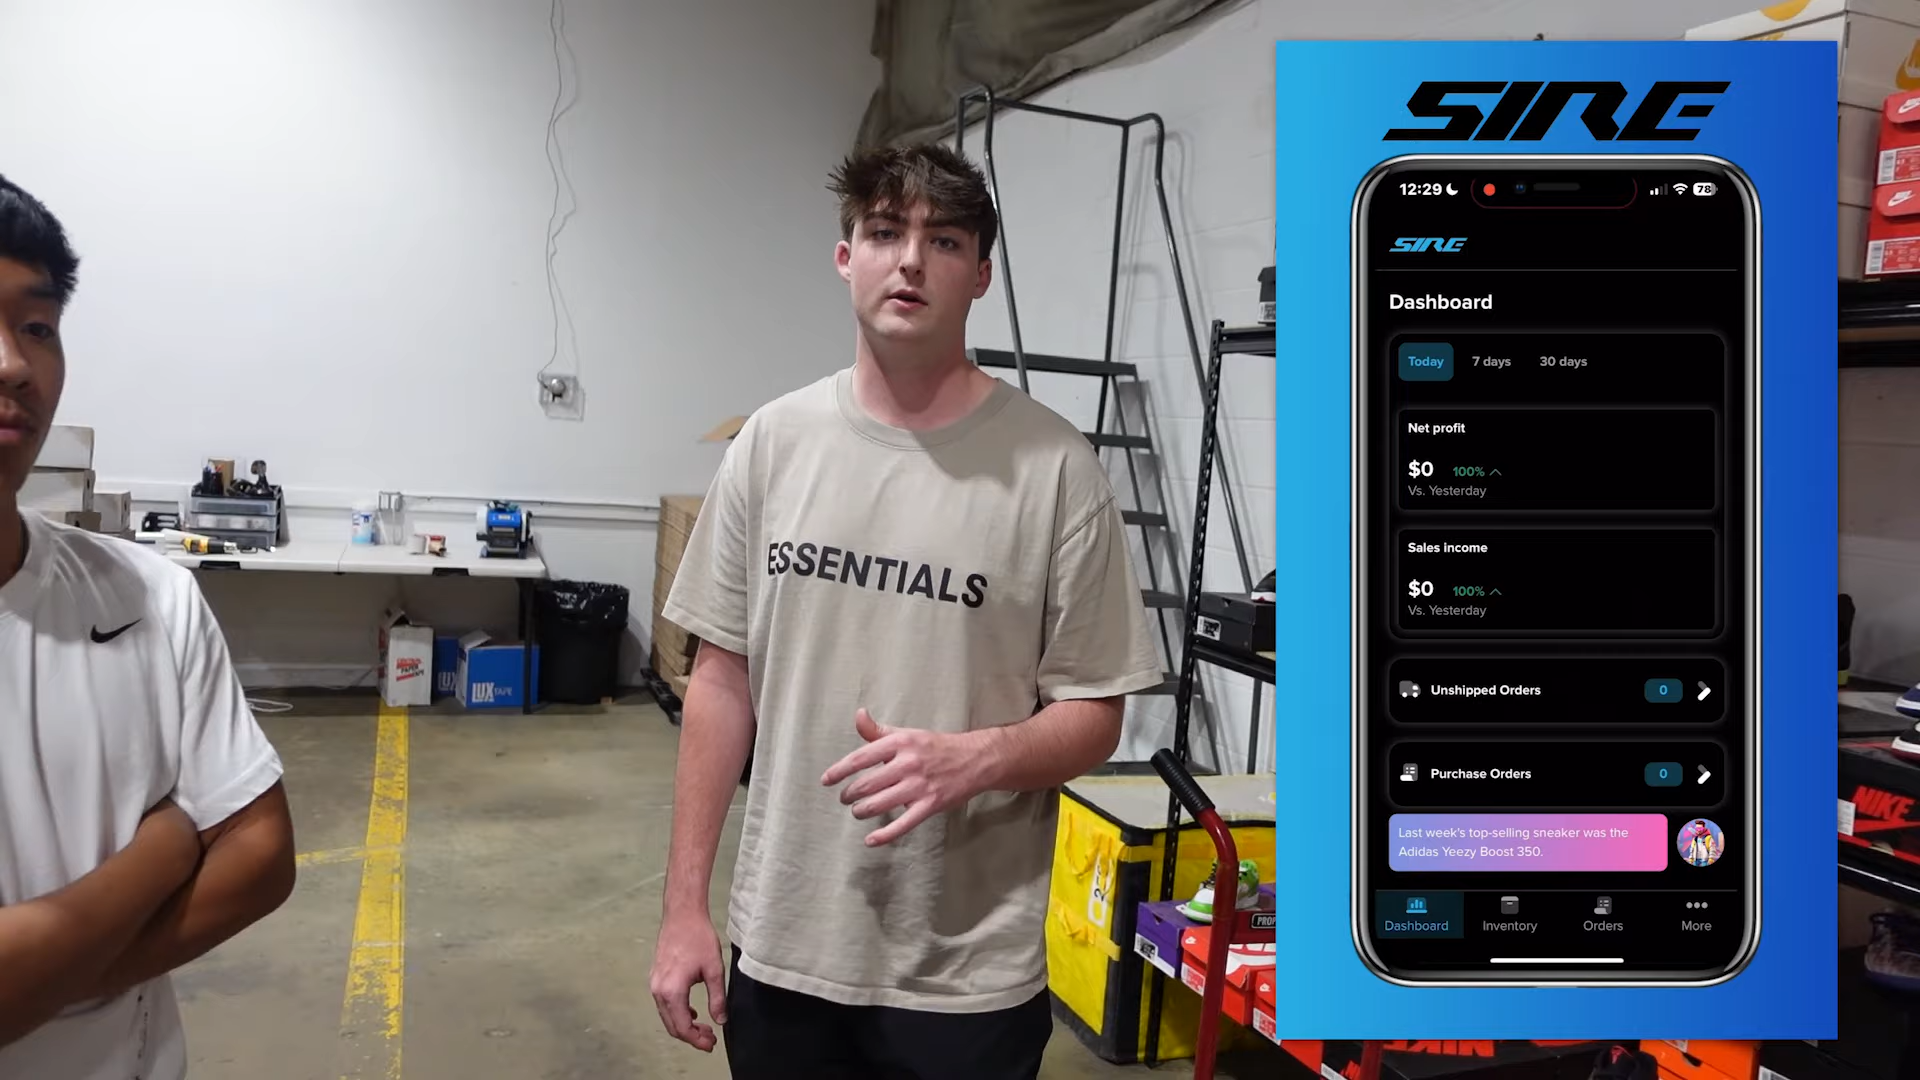 SIRE
12:29
78
SIRE
Dashboard
Today
7 days
30 days
Net profit
$0
100%
Vs. Yesterday
Sales income
$0
100%
Vs. Yesterday
Unshipped Orders
0
Purchase Orders
0
Last week's top-selling sneaker was the
Adidas Yeezy Boost 350.
Dashboard
Inventory
Orders
More
ESSENTIALS
LUX TAPE
NIKE